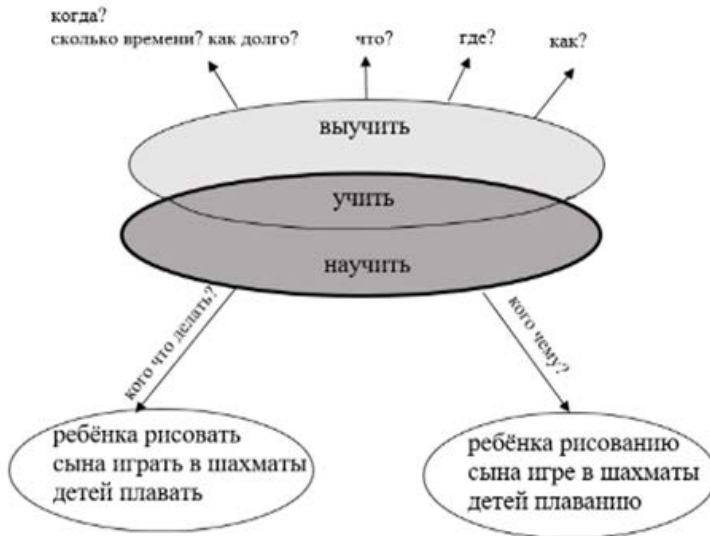 когда?
сколько времени? как долго?
что?
где?
как?
выучить
учить
научить
кого что делать?
кого чему?
ребёнка рисовать
сына играть в шахматы
детей плавать
ребёнка рисованию
сына игре в шахматы
детей плаванию